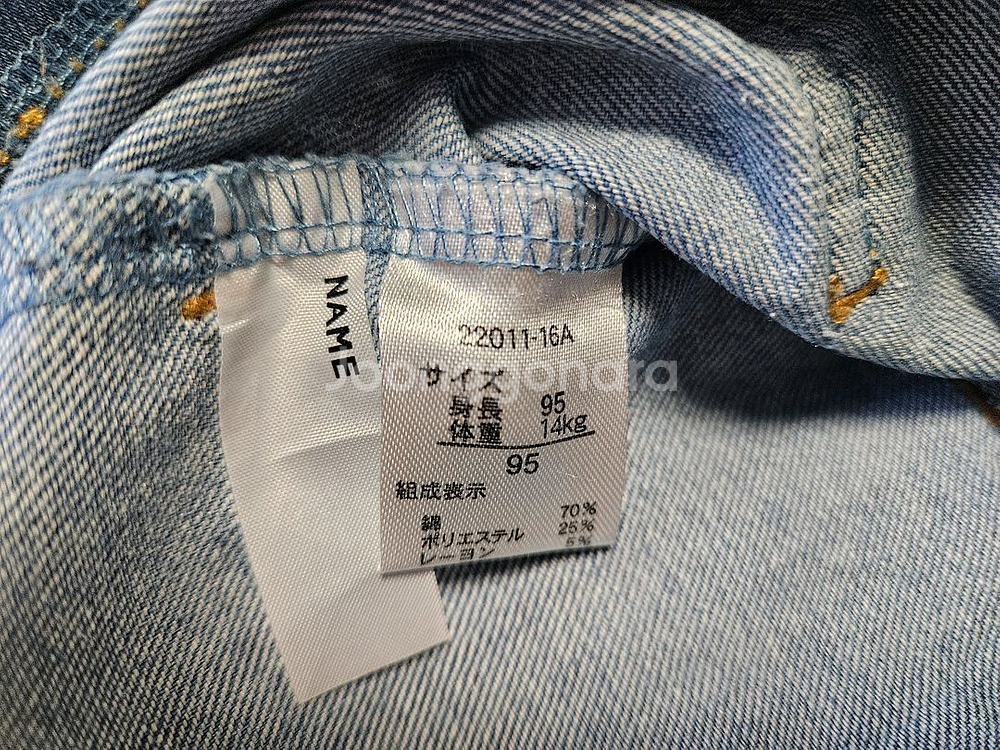 NAME
22011-16A
サイズ
身長 95
体重 14kg
95
組成表示
綿 70%
ポリエステル 25%
レーヨン 5%
Joonggonara